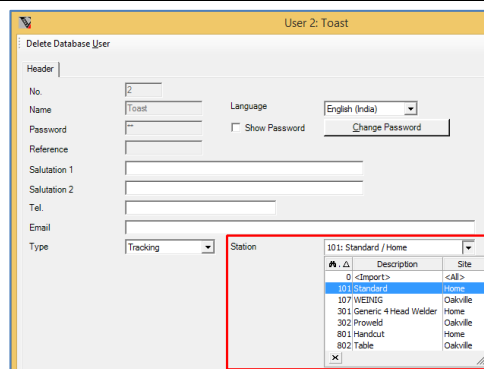 User 2: Toast
Delete Database User
Header
No. 2
Name Toast Language English (India)
Password ** Show Password Change Password
Reference
Salutation 1
Salutation 2
Tel.
Email
Type Tracking Station 101: Standard / Home
Description Site
0 <Import> <All>
101 Standard Home
107 WEINIG Oakville
301 Generic 4 Head Welder Home
302 Proweld Oakville
801 Handcut Home
802 Table Oakville